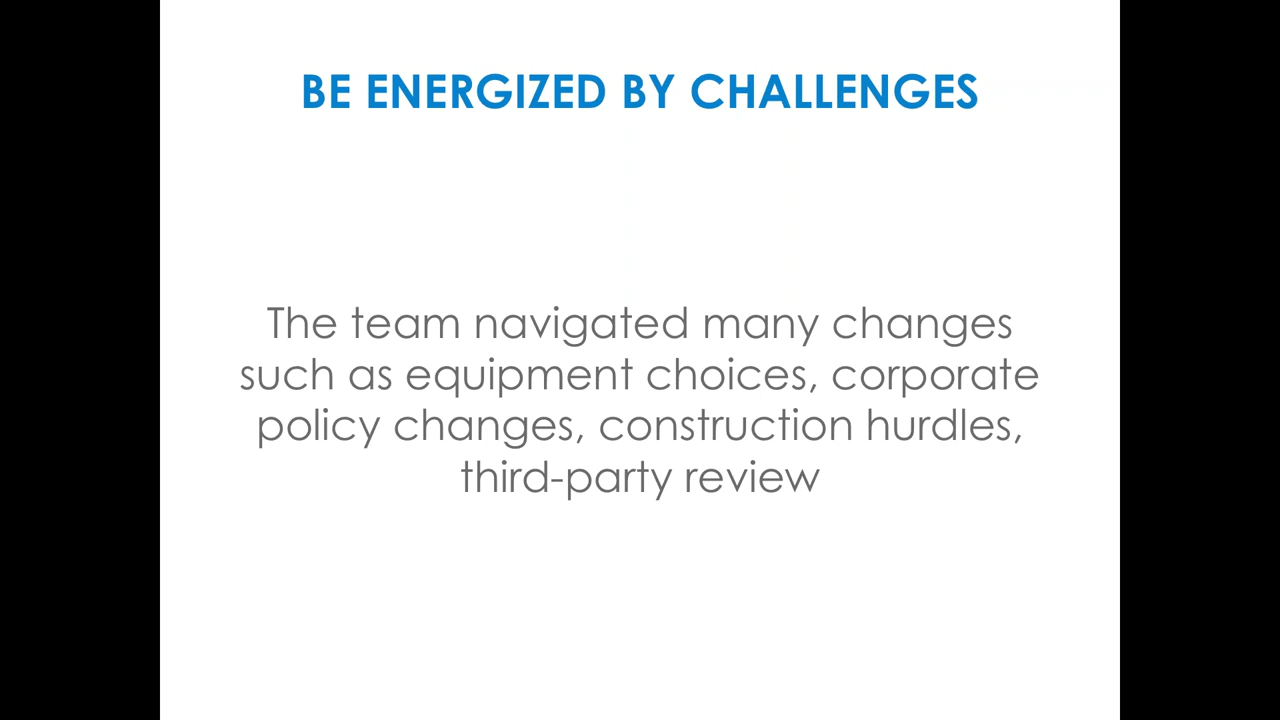 BE ENERGIZED BY CHALLENGES
The team navigated many changes
such as equipment choices, corporate
policy changes, construction hurdles,
third-party review